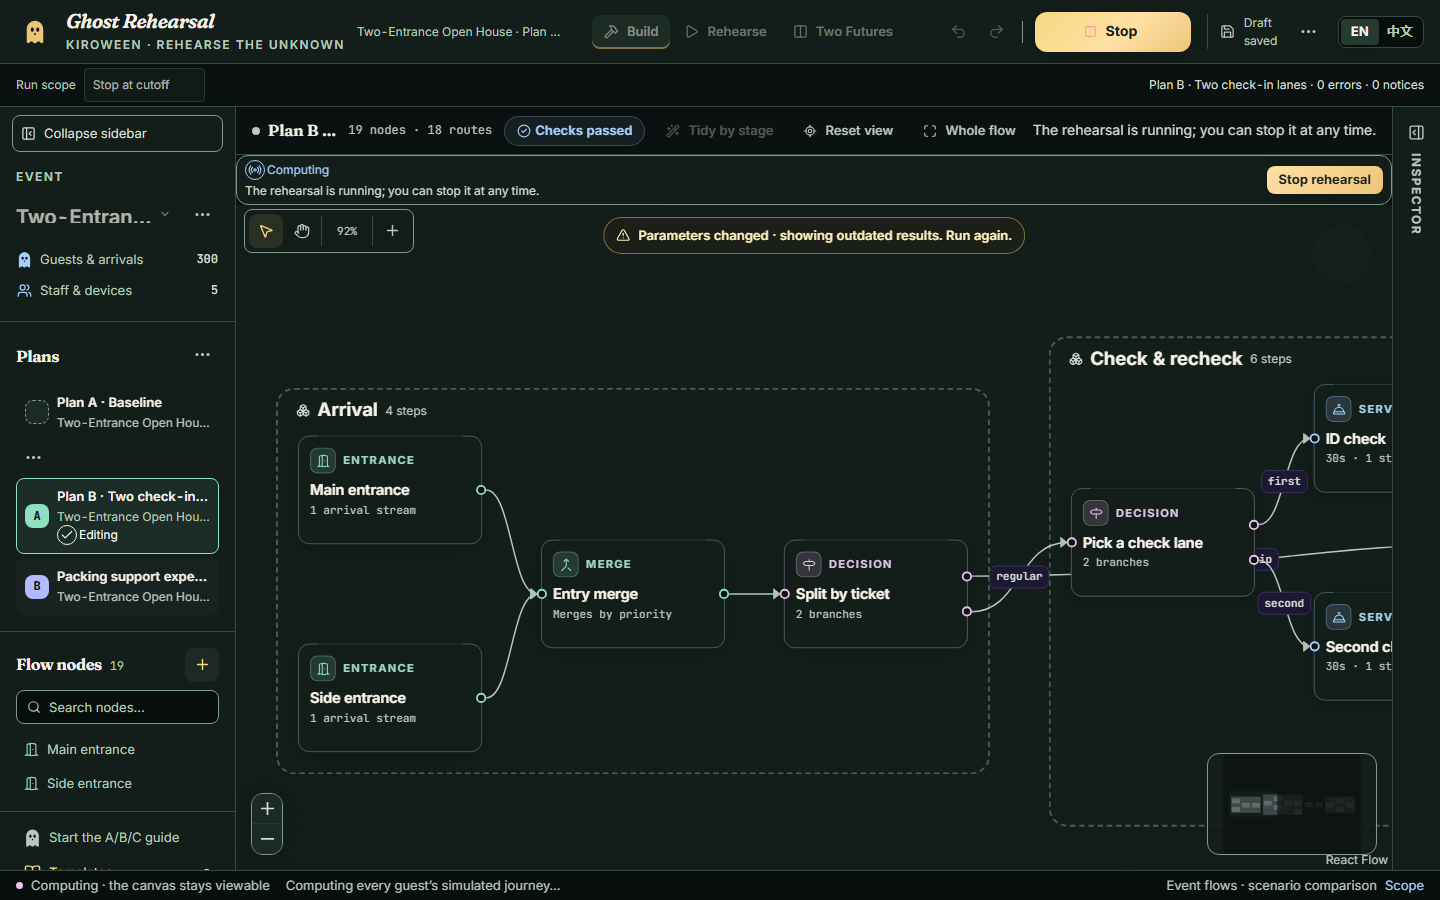 Ghost Rehearsal
KIROWEEN · REHEARSE THE UNKNOWN
Two-Entrance Open House · Plan ...
Build
Rehearse
Two Futures
Stop
Draft saved
EN
中文
Run scope
Stop at cutoff
Plan B · Two check-in lanes · 0 errors · 0 notices
Collapse sidebar
EVENT
Two-Entran...
Guests & arrivals 300
Staff & devices 5
Plans
Plan A · Baseline
Two-Entrance Open Hou...
A
Plan B · Two check-in...
Two-Entrance Open Hou...
Editing
B
Packing support expe...
Two-Entrance Open Hou...
Flow nodes 19
Search nodes...
Main entrance
Side entrance
Start the A/B/C guide
Plan B ...
19 nodes · 18 routes
Checks passed
Tidy by stage
Reset view
Whole flow
The rehearsal is running; you can stop it at any time.
Computing
The rehearsal is running; you can stop it at any time.
Stop rehearsal
92%
Parameters changed · showing outdated results. Run again.
Arrival 4 steps
ENTRANCE
Main entrance
1 arrival stream
ENTRANCE
Side entrance
1 arrival stream
MERGE
Entry merge
Merges by priority
DECISION
Split by ticket
2 branches
regular
Check & recheck 6 steps
DECISION
Pick a check lane
2 branches
first
ip
second
SERV
ID check
30s · 1 st
SERV
Second cl
30s · 1 st
React Flow
INSPECTOR
Computing · the canvas stays viewable
Computing every guest's simulated journey...
Event flows · scenario comparison
Scope